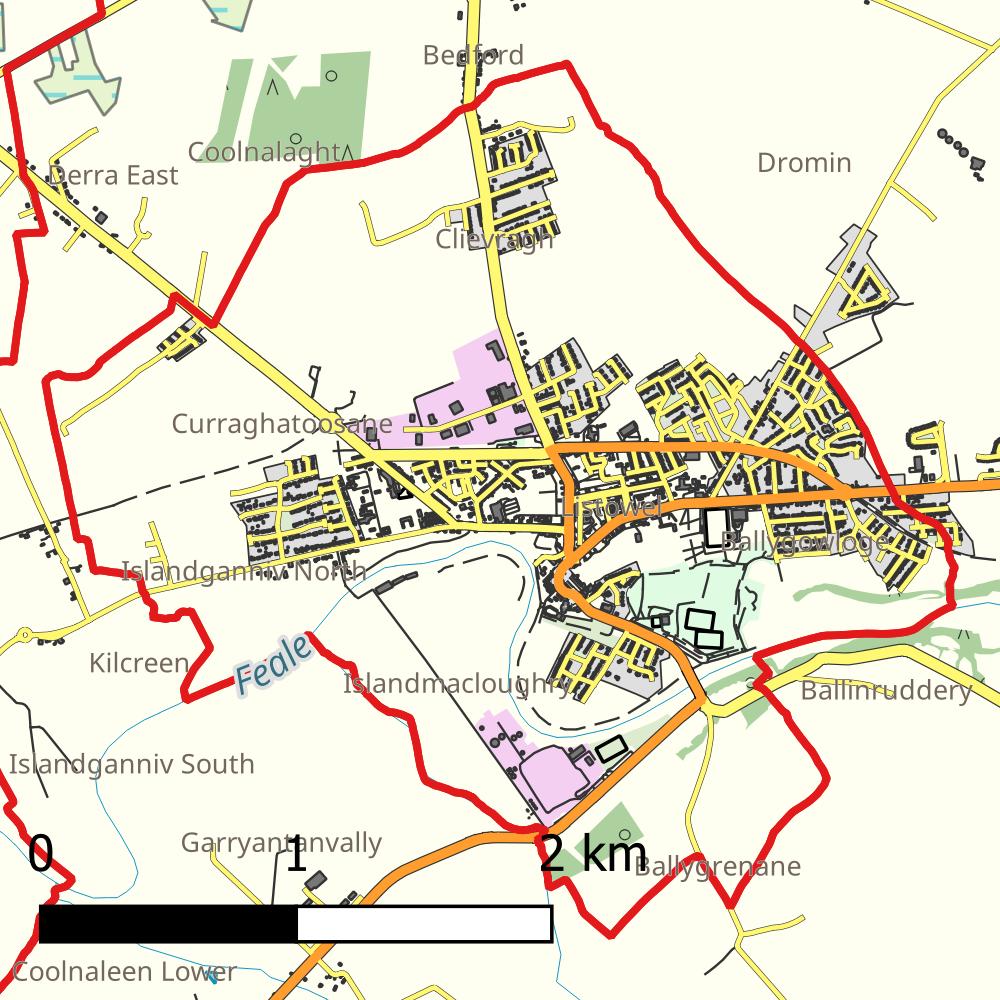 Bedford
Coolnalaght
Dromin
Derra East
Clievragh
Curraghatoosane
Listowel
Ballygowloge
Islandganniv North
Feale
Kilcreen
Islandmacloughry
Ballinruddery
Islandganniv South
Garryantanvally
0 1 2 km
Ballygrenane
Coolnaleen Lower